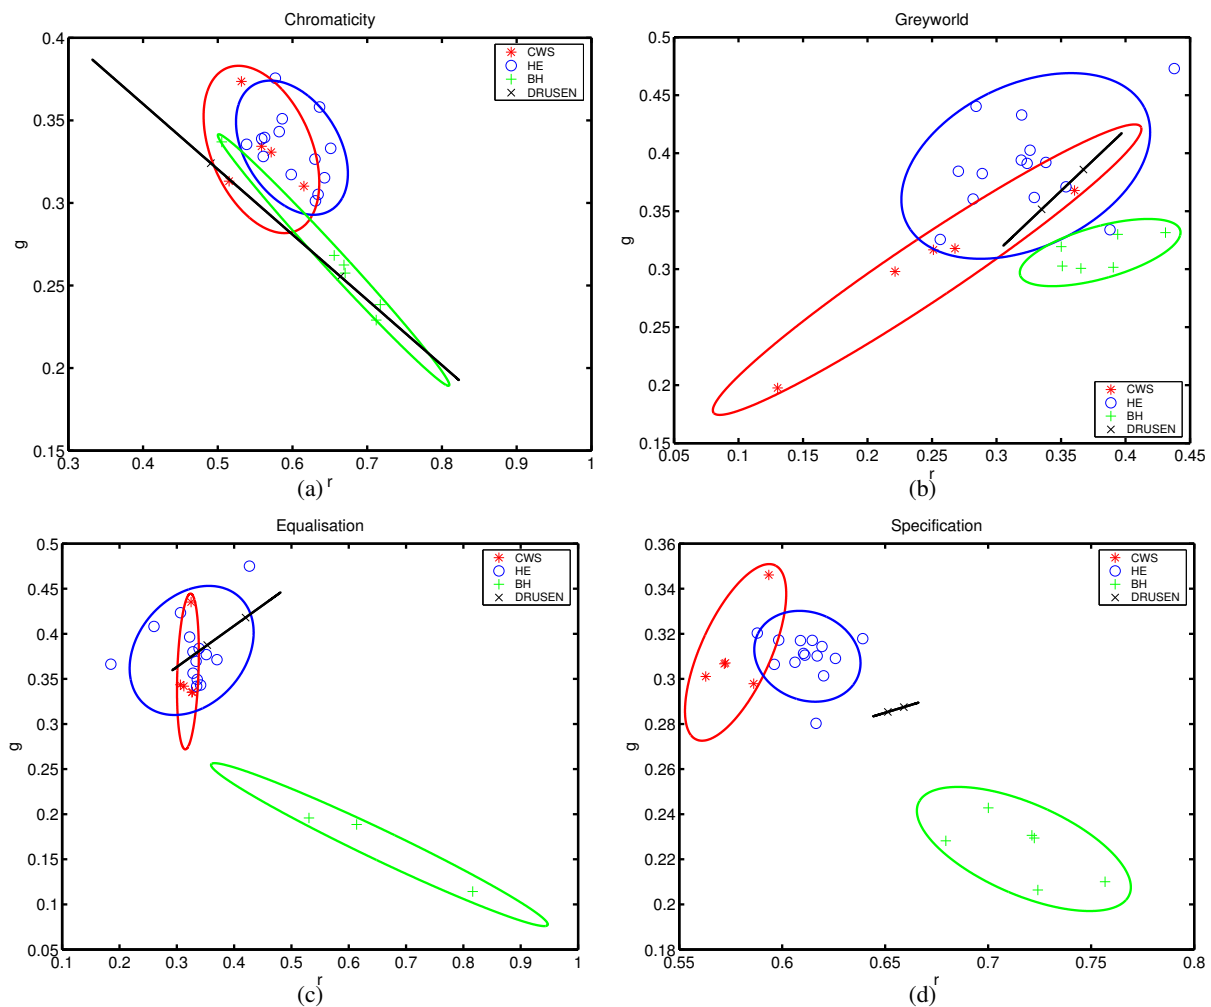 Chromaticity
0.4
0.35
0.3
0.25
0.2
0.15
g
0.3 0.4 0.5 0.6 0.7 0.8 0.9 1
r
CWS
HE
BH
DRUSEN
(a)
Greyworld
0.5
0.45
0.4
0.35
0.3
0.25
0.2
0.15
g
0.05 0.1 0.15 0.2 0.25 0.3 0.35 0.4 0.45
r
CWS
HE
BH
DRUSEN
(b)
Equalisation
0.5
0.45
0.4
0.35
0.3
0.25
0.2
0.15
0.1
0.05
g
0.1 0.2 0.3 0.4 0.5 0.6 0.7 0.8 0.9 1
r
CWS
HE
BH
DRUSEN
(c)
Specification
0.36
0.34
0.32
0.3
0.28
0.26
0.24
0.22
0.2
0.18
g
0.55 0.6 0.65 0.7 0.75 0.8
r
CWS
HE
BH
DRUSEN
(d)